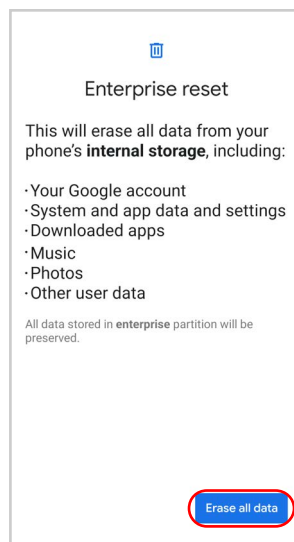 Enterprise reset
This will erase all data from your
phone's internal storage, including:
·Your Google account
·System and app data and settings
·Downloaded apps
·Music
·Photos
·Other user data
All data stored in enterprise partition will be
preserved.
Erase all data